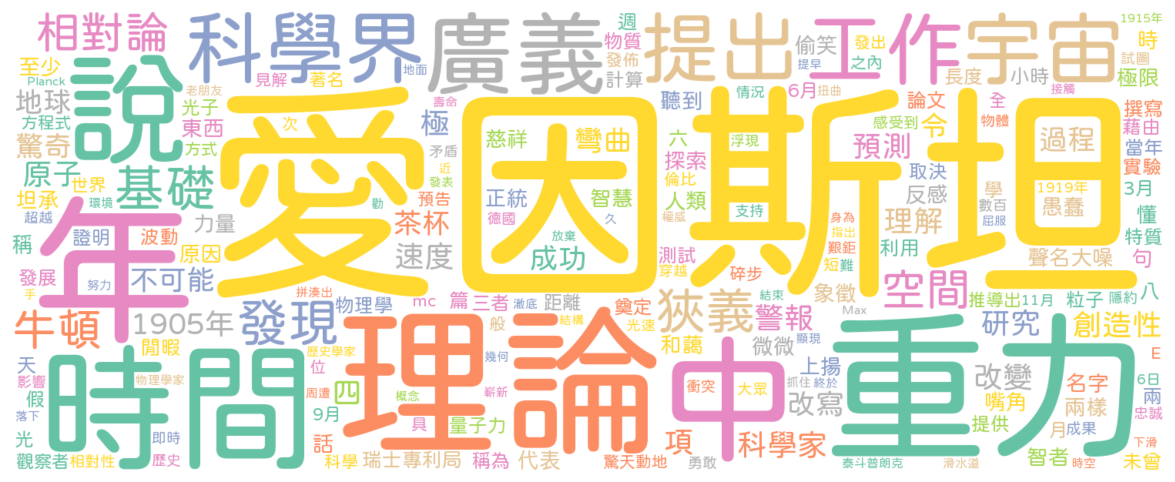 相對論
科學界
廣義
提出
工作
宇宙
1915年
週
物質
發佈
計算
偷笑
提早
發出
之內
時
試圖
至少
Planck
見解
著名
地面
老朋友
6月
扭曲
長度
小時
極限
接觸
地球
說
光子
壽命
情況
聽到
論文
全
物體
撰寫
方程式
東西
方式
次
極
慈祥
彎曲
浮現
六
感受到
令
藉由
當年
驚奇
矛盾
探索
預測
過程
實驗
原子
世界
環境
基礎
近
發表
正統
智慧
倫比
人類
取決
反感
學
數百
1919年
愚蠢
3月
坦承
超越
預告
勸
德國
久
支持
權威
身為
指出
理解
屈服
懂
特質
愛因斯坦
年
力量
茶杯
稱
證明
波動
原因
速度
成功
放棄
測試
穿越
碎步
艱鉅
短
難
利用
聲名大噪
句
發展
手
努力
不可能
拼湊出
物理學
mc
篇
三者
澈底
距離
奠定
結束
象徵
空間
推導出
11月
粒子
隱約
八
牛頓
1905年
發現
般
結構
光速
狹義
警報
Max
顯現
研究
創造性
閒暇
歷史學家
和藹
微微
上揚
E
天
時間
位
理論
幾何
中
重力
改變
6日
影響
假
物理學家
周遭
四
概念
嶄新
衝突
大眾
抓住
終於
改寫
嘴角
名字
兩樣
兩
忠誠
落下
9月
具
量子力
項
提供
月
成果
光
即時
話
科學家
下滑
觀察者
相對性
歷史
科學
瑞士專利局
稱為
代表
驚天動地
勇敢
泰斗普朗克
滑水道
智者
時空
未曾